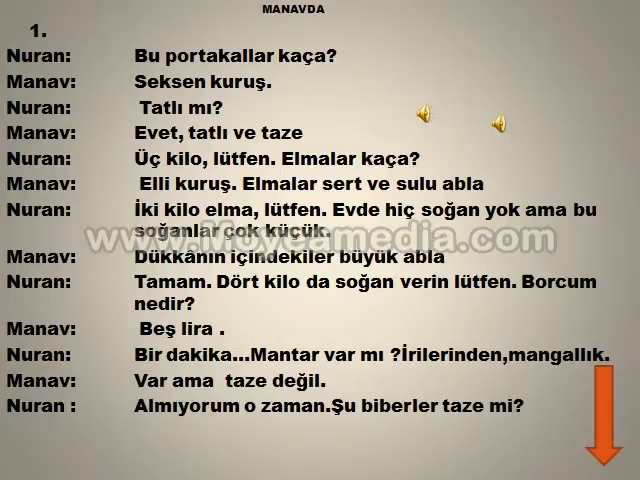 MANAVDA
1.
Nuran: Bu portakallar kaça?
Manav: Seksen kuruş.
Nuran: Tatlı mı?
Manav: Evet, tatlı ve taze
Nuran: Üç kilo, lütfen. Elmalar kaça?
Manav: Elli kuruş. Elmalar sert ve sulu abla
Nuran: İki kilo elma, lütfen. Evde hiç soğan yok ama bu
soğanlar çok küçük.
www.Moyeamedia.com
Manav: Dükkânın içindekiler büyük abla
Nuran: Tamam. Dört kilo da soğan verin lütfen. Borcum
nedir?
Manav: Beş lira .
Nuran: Bir dakika...Mantar var mı ?İrilerinden,mangallık.
Manav: Var ama taze değil.
Nuran : Almıyorum o zaman.Şu biberler taze mi?